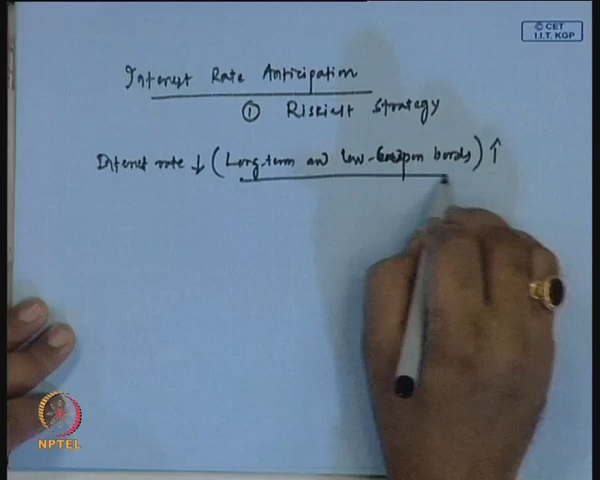 © CET
I.I.T. KGP
Interest Rate Anticipation
① Riskiest Strategy
Interest rate ↓ (Long-term and low-coupon bonds) ↑
NPTEL